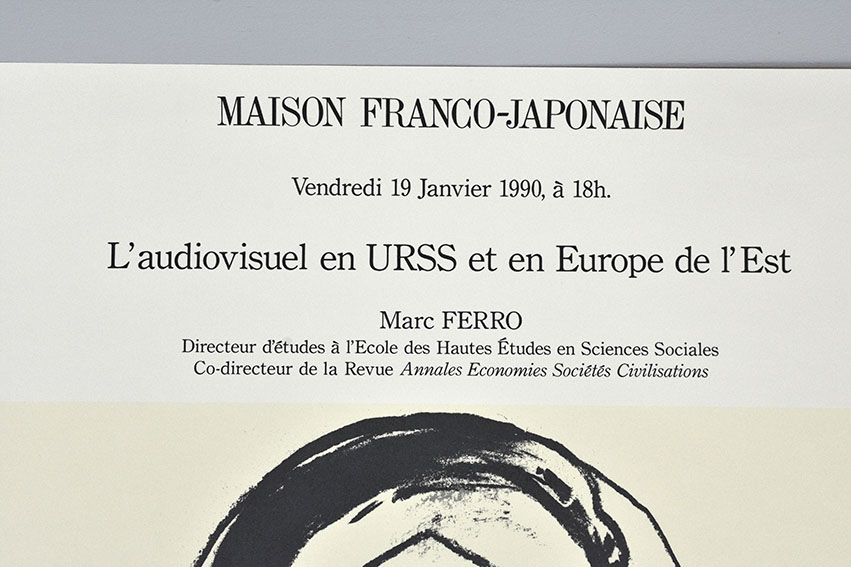 MAISON FRANCO-JAPONAISE
Vendredi 19 Janvier 1990, à 18h.
L'audiovisuel en URSS et en Europe de l'Est
Marc FERRO
Directeur d'études à l'Ecole des Hautes Études en Sciences Sociales
Co-directeur de la Revue Annales Economies Sociétés Civilisations